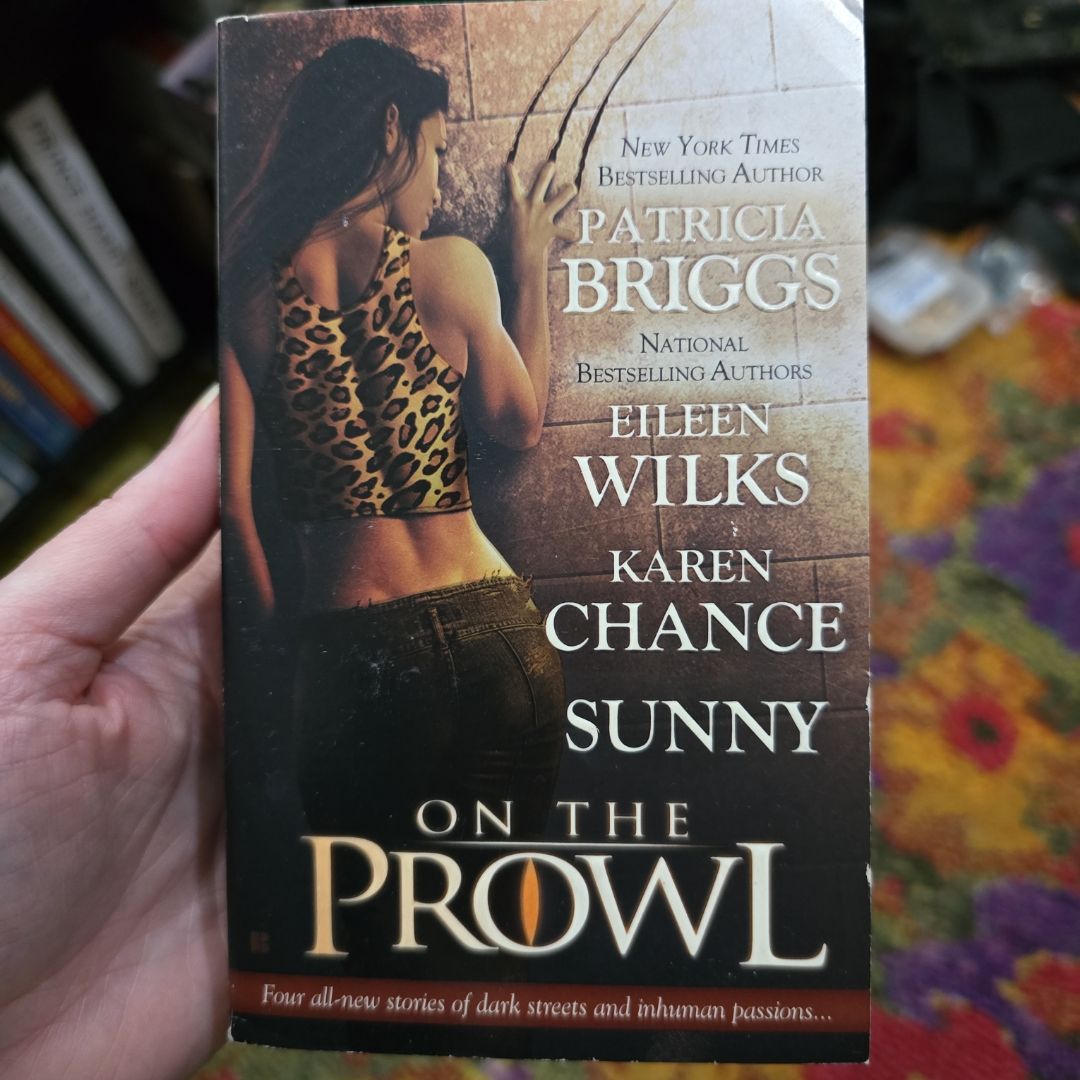 NEW YORK TIMES
BESTSELLING AUTHOR
PATRICIA
BRIGGS
NATIONAL
BESTSELLING AUTHORS
EILEEN
WILKS
KAREN
CHANCE
SUNNY
ON THE
PROWL
Four all-new stories of dark streets and inhuman passions...